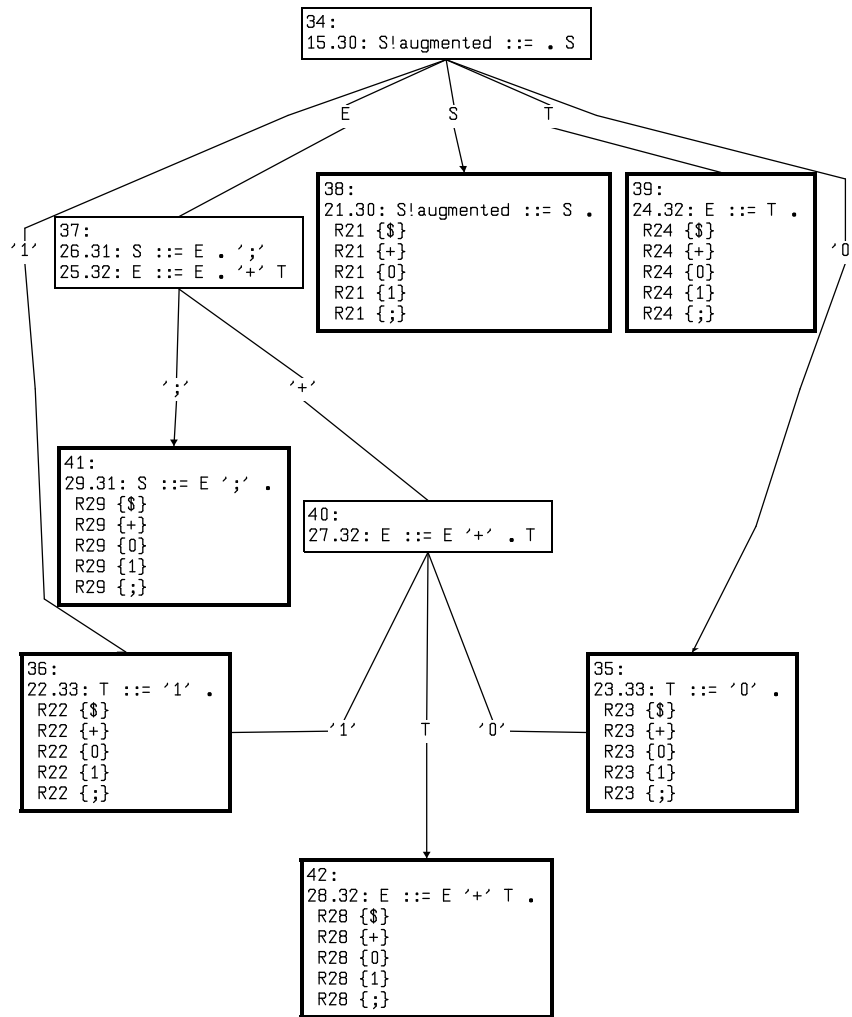 34:
15.30: S!augmented ::= . S
E
S
T
'1'
'0
38:
21.30: S!augmented ::= S .
R21 {$}
R21 {+}
R21 {0}
R21 {1}
R21 {;}
39:
24.32: E ::= T .
R24 {$}
R24 {+}
R24 {0}
R24 {1}
R24 {;}
37:
26.31: S ::= E . ';'
25.32: E ::= E . '+' T
';'
'+'
41:
29.31: S ::= E ';' .
R29 {$}
R29 {+}
R29 {0}
R29 {1}
R29 {;}
40:
27.32: E ::= E '+' . T
36:
22.33: T ::= '1' .
R22 {$}
R22 {+}
R22 {0}
R22 {1}
R22 {;}
'1'
T
'0'
35:
23.33: T ::= '0' .
R23 {$}
R23 {+}
R23 {0}
R23 {1}
R23 {;}
42:
28.32: E ::= E '+' T .
R28 {$}
R28 {+}
R28 {0}
R28 {1}
R28 {;}